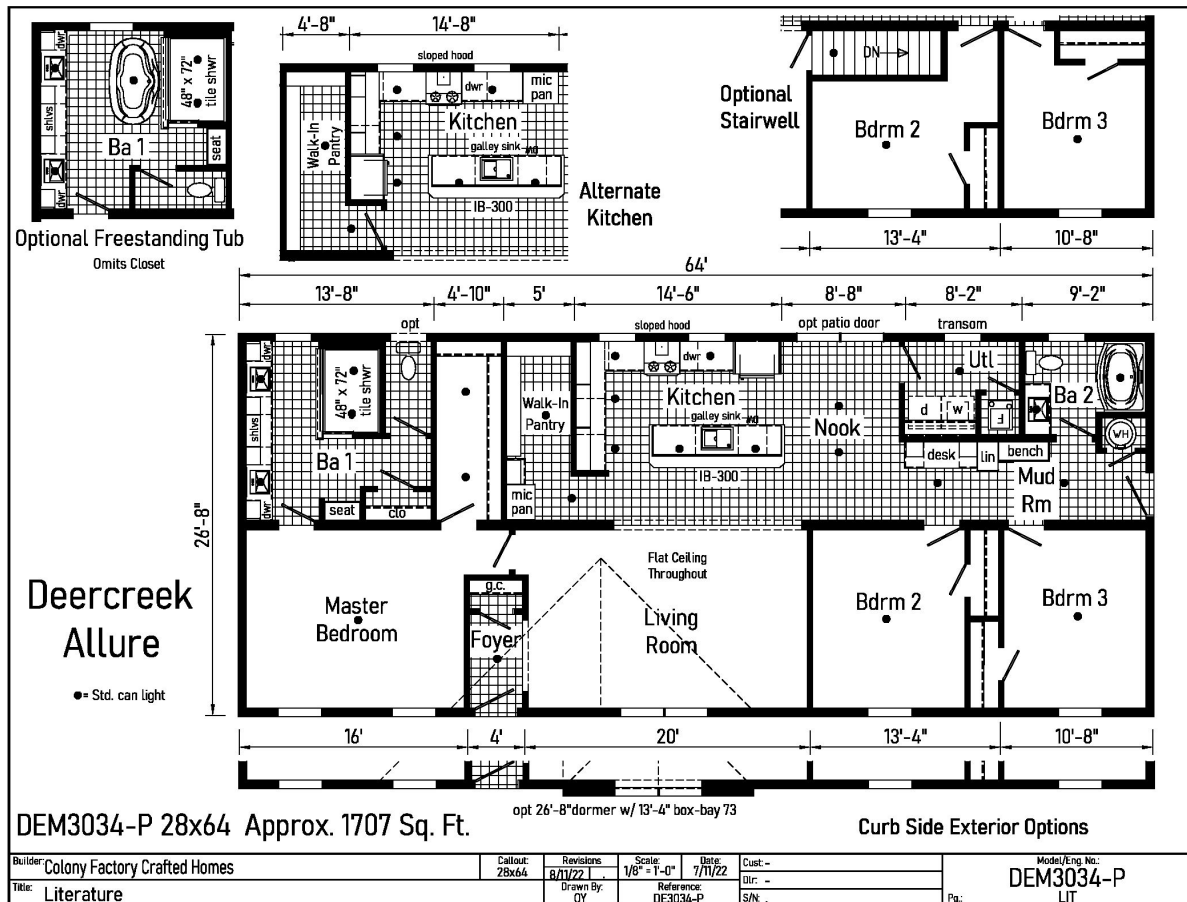 4'-8" 14'-8"
sloped hood
dwr
shlvs
dwr
48" x 72"
tile shwr
Ba 1
seat
Optional Freestanding Tub
Omits Closet
dwr
mic
pan
Kitchen
Walk-In
Pantry
galley sink
DW
IB-300
Alternate
Kitchen
Optional
Stairwell
DN
Bdrm 2
Bdrm 3
13'-4" 10'-8"
64'
13'-8" 4'-10" 5' 14'-6" 8'-8" 8'-2" 9'-2"
opt
sloped hood
opt patio door
transom
26'-8"
dwr
shlvs
dwr
48" x 72"
tile shwr
Ba 1
seat
clo
Walk-In
Pantry
mic
pan
dwr
Kitchen
galley sink
DW
IB-300
Nook
Utl
d w
F
Ba 2
WH
desk
lin
bench
Mud
Rm
Deercreek
Allure
●= Std. can light
Master
Bedroom
g.c.
Foyer
Flat Ceiling
Throughout
Living
Room
Bdrm 2
Bdrm 3
16' 4' 20' 13'-4" 10'-8"
opt 26'-8"dormer w/ 13'-4" box-bay 73
DEM3034-P 28x64 Approx. 1707 Sq. Ft.
Curb Side Exterior Options
Builder: Colony Factory Crafted Homes
Callout:
28x64
Revisions
8/11/22 .
Scale:
1/8" = 1'-0"
Date:
7/11/22
Cust: -
Dlr: -
S/N: .
Model/Eng. No.:
DEM3034-P
Title: Literature
Drawn By:
OY
Reference:
DE3034-P
Pg.: LIT